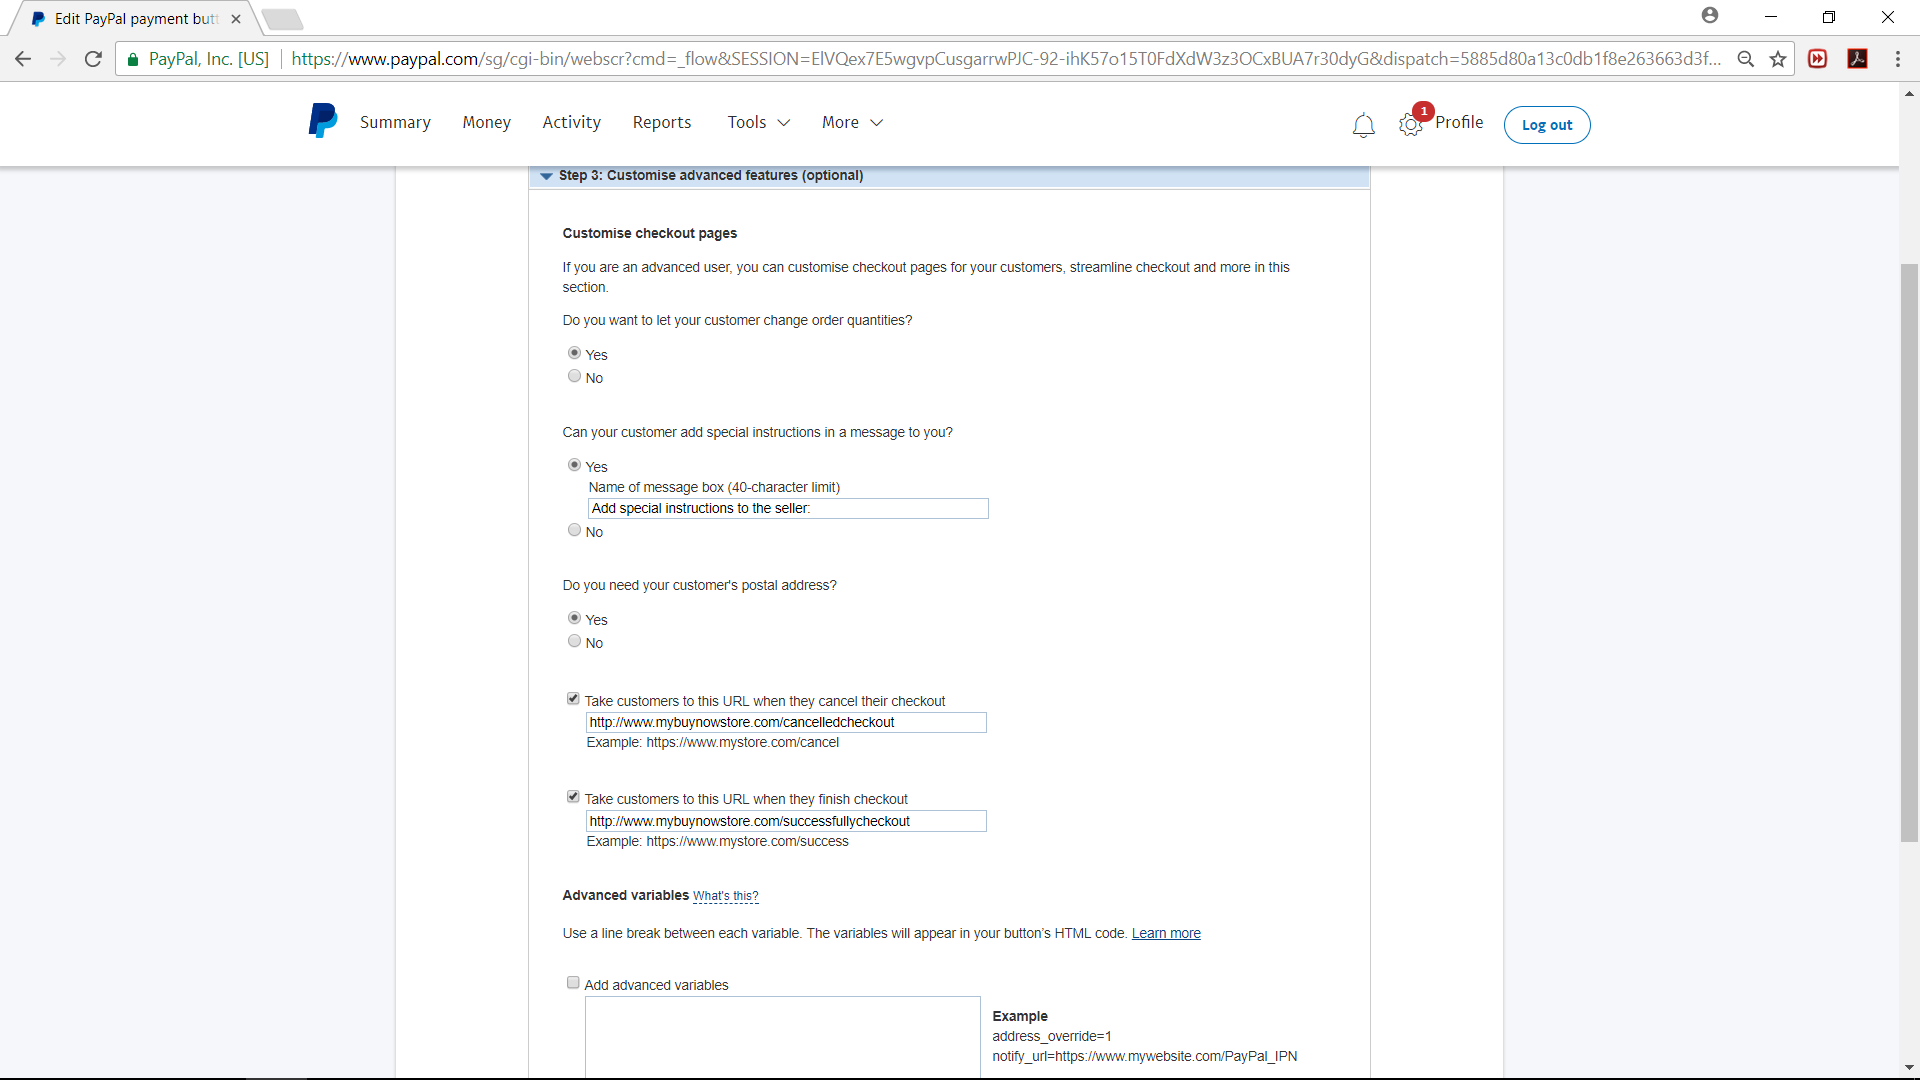 Edit PayPal payment butt
PayPal, Inc. [US] https://www.paypal.com/sg/cgi-bin/webscr?cmd=_flow&SESSION=ElVQex7E5wgvpCusgarrwPJC-92-ihK57o15T0FdXdW3z3OCxBUA7r30dyG&dispatch=5885d80a13c0db1f8e263663d3f...
Summary Money Activity Reports Tools More 1 Profile Log out
Step 3: Customise advanced features (optional)
Customise checkout pages
If you are an advanced user, you can customise checkout pages for your customers, streamline checkout and more in this
section.
Do you want to let your customer change order quantities?
Yes
No
Can your customer add special instructions in a message to you?
Yes
Name of message box (40-character limit)
Add special instructions to the seller:
No
Do you need your customer's postal address?
Yes
No
Take customers to this URL when they cancel their checkout
http://www.mybuynowstore.com/cancelledcheckout
Example: https://www.mystore.com/cancel
Take customers to this URL when they finish checkout
http://www.mybuynowstore.com/successfullycheckout
Example: https://www.mystore.com/success
Advanced variables What's this?
Use a line break between each variable. The variables will appear in your button's HTML code. Learn more
Add advanced variables
Example
address_override=1
notify_url=https://www.mywebsite.com/PayPal_IPN